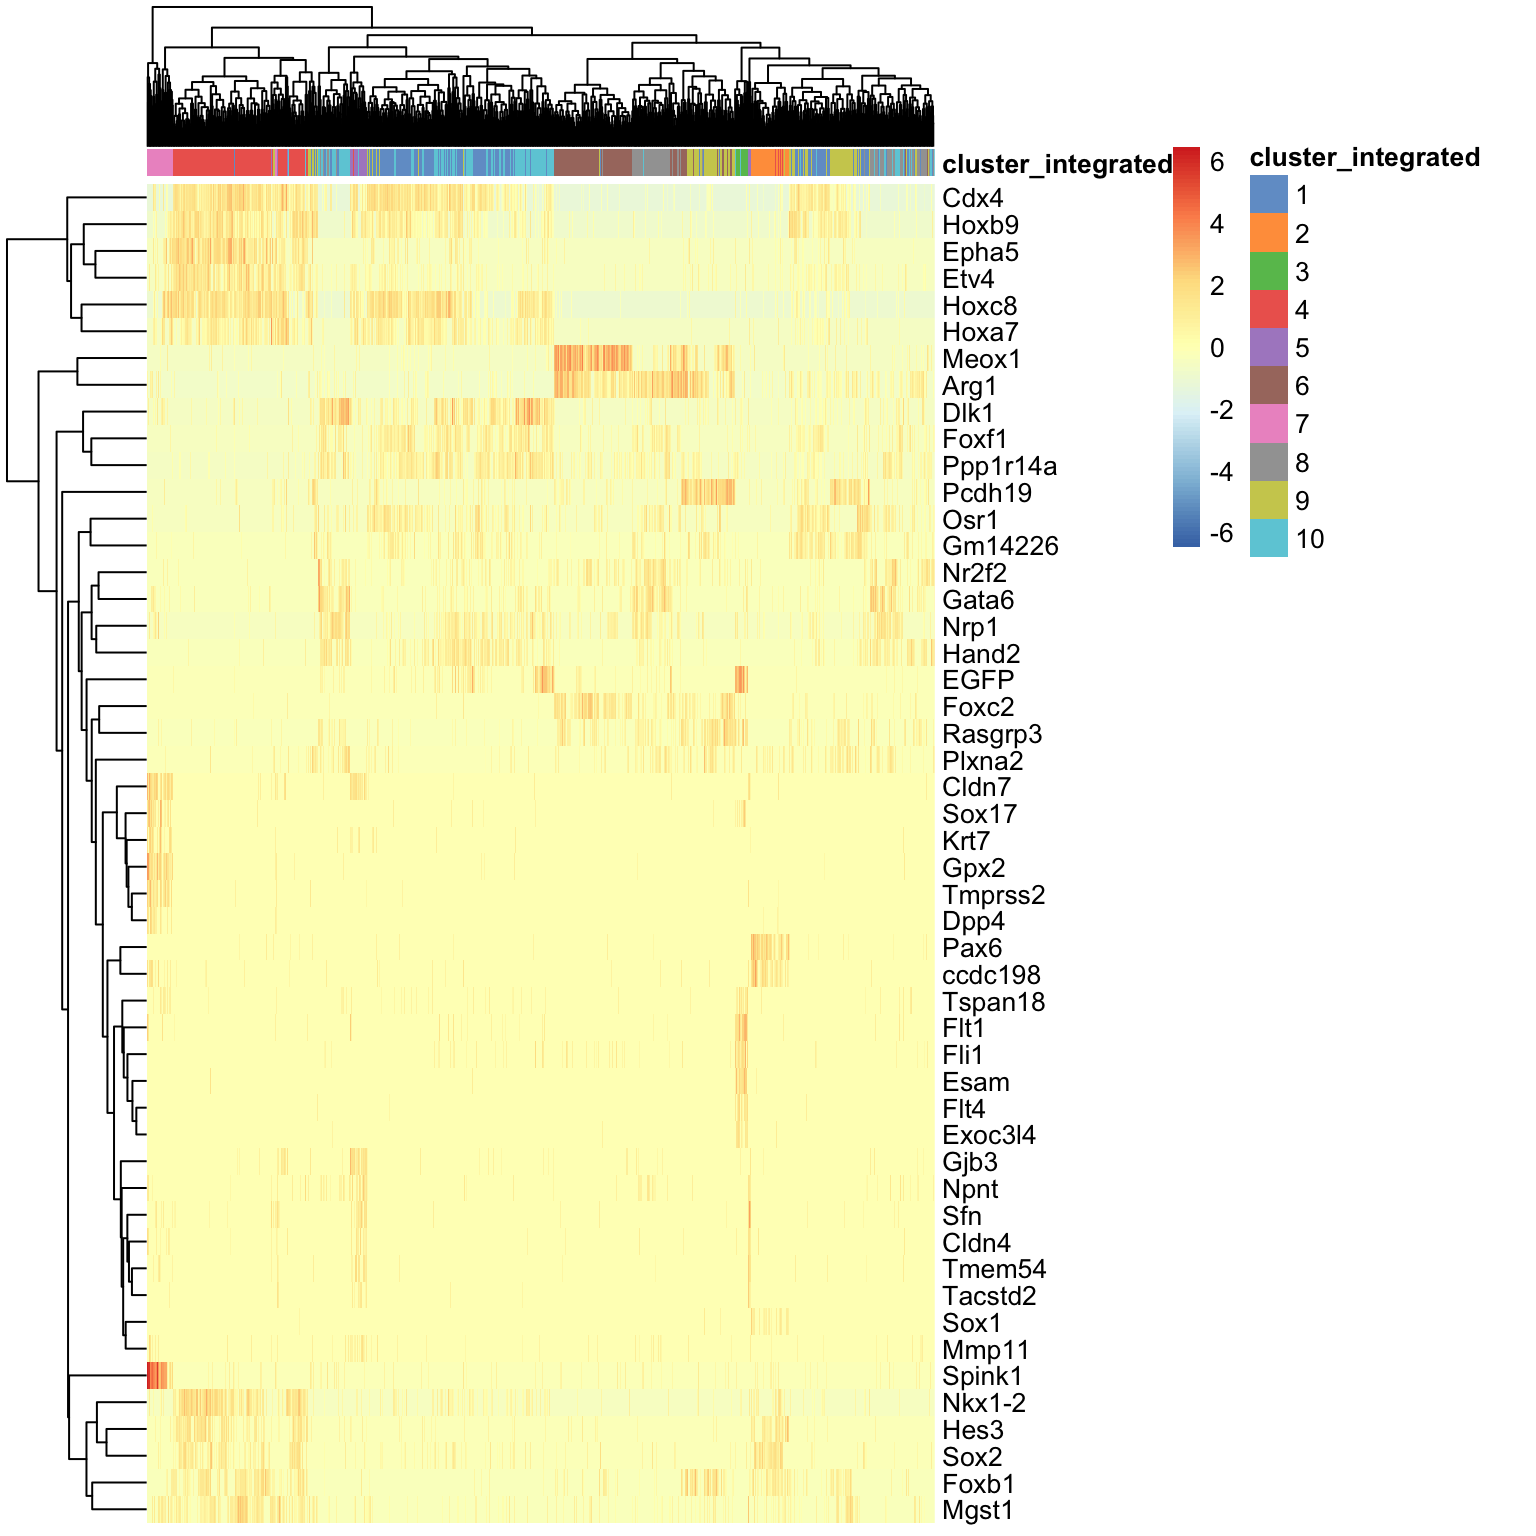 cluster_integrated
Cdx4
Hoxb9
Epha5
Etv4
Hoxc8
Hoxa7
Meox1
Arg1
Dlk1
Foxf1
Ppp1r14a
Pcdh19
Osr1
Gm14226
Nr2f2
Gata6
Nrp1
Hand2
EGFP
Foxc2
Rasgrp3
Plxna2
Cldn7
Sox17
Krt7
Gpx2
Tmprss2
Dpp4
Pax6
ccdc198
Tspan18
Flt1
Fli1
Esam
Flt4
Exoc3l4
Gjb3
Npnt
Sfn
Cldn4
Tmem54
Tacstd2
Sox1
Mmp11
Spink1
Nkx1-2
Hes3
Sox2
Foxb1
Mgst1
6
4
2
0
-2
-4
-6
cluster_integrated
1
2
3
4
5
6
7
8
9
10